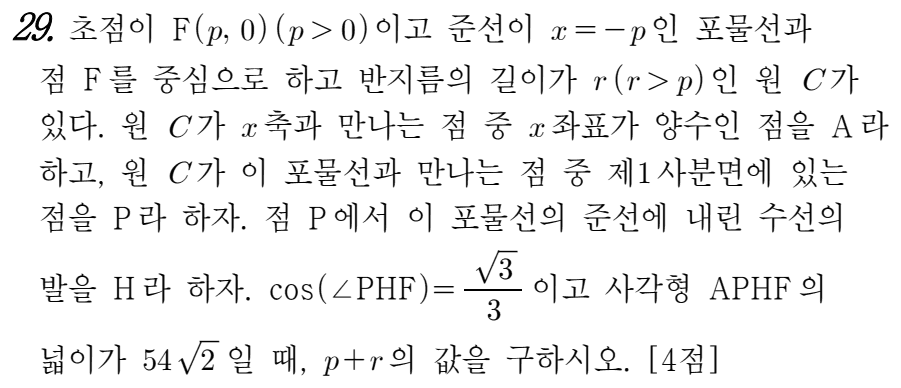 29. 초점이 F(p, 0)(p>0)이고 준선이 x=-p인 포물선과
점 F를 중심으로 하고 반지름의 길이가 r(r>p)인 원 C가
있다. 원 C가 x축과 만나는 점 중 x좌표가 양수인 점을 A라
하고, 원 C가 이 포물선과 만나는 점 중 제1사분면에 있는
점을 P라 하자. 점 P에서 이 포물선의 준선에 내린 수선의
발을 H라 하자. cos(∠PHF)=√3/3 이고 사각형 APHF의
넓이가 54√2일 때, p+r의 값을 구하시오. [4점]